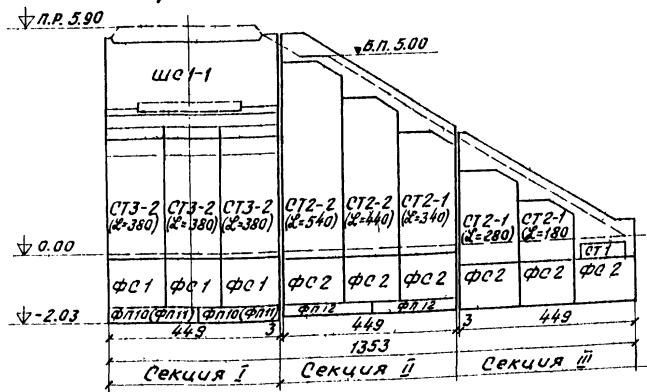 П.Р. 5.90
Б.П. 5.00
ШС1-1
СТ3-2 (L=380)
СТ3-2 (L=380)
СТ3-2 (L=380)
СТ2-2 (L=540)
СТ2-2 (L=440)
СТ2-1 (L=340)
СТ2-1 (L=280)
СТ2-1 (L=180
СТ1
0.00
ФС1 ФС1 ФС1 ФС2 ФС2 ФС2 ФС2 ФС2 ФС2
ФЛ10(ФЛ11) ФЛ10(ФЛ11) ФЛ12 ФЛ12
-2.03
449 3 449 3 449
1353
Секция I Секция II Секция III